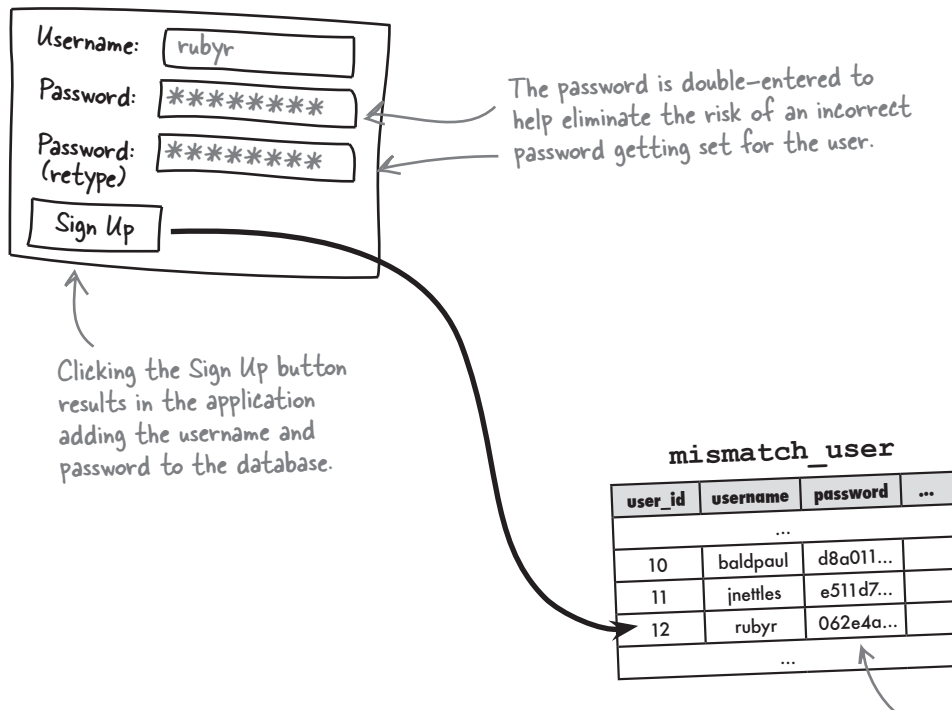 Username: rubyr
Password: ********
Password: ********
(retype)
Sign Up
The password is double-entered to
help eliminate the risk of an incorrect
password getting set for the user.
Clicking the Sign Up button
results in the application
adding the username and
password to the database.
mismatch_user
user_id username password ...
...
10 baldpaul d8a011...
11 jnettles e511d7...
12 rubyr 062e4a...
...